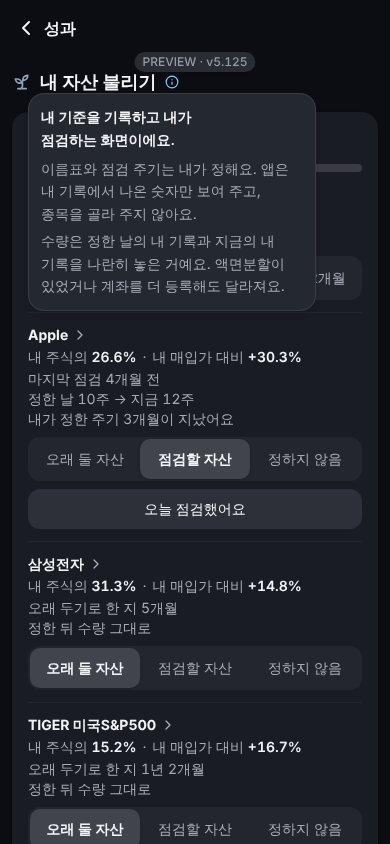 성과
PREVIEW · v5.125
내 자산 불리기
내 기준을 기록하고 내가
점검하는 화면이에요.
이름표와 점검 주기는 내가 정해요. 앱은
내 기록에서 나온 숫자만 보여 주고,
종목을 골라 주지 않아요.
수량은 정한 날의 내 기록과 지금의 내
기록을 나란히 놓은 거예요. 액면분할이
있었거나 계좌를 더 등록해도 달라져요.
개월
Apple
내 주식의 26.6% · 내 매입가 대비 +30.3%
마지막 점검 4개월 전
정한 날 10주 → 지금 12주
내가 정한 주기 3개월이 지났어요
오래 둘 자산 점검할 자산 정하지 않음
오늘 점검했어요
삼성전자
내 주식의 31.3% · 내 매입가 대비 +14.8%
오래 두기로 한 지 5개월
정한 뒤 수량 그대로
오래 둘 자산 점검할 자산 정하지 않음
TIGER 미국S&P500
내 주식의 15.2% · 내 매입가 대비 +16.7%
오래 두기로 한 지 1년 2개월
정한 뒤 수량 그대로
오래 둘 자산 점검할 자산 정하지 않음